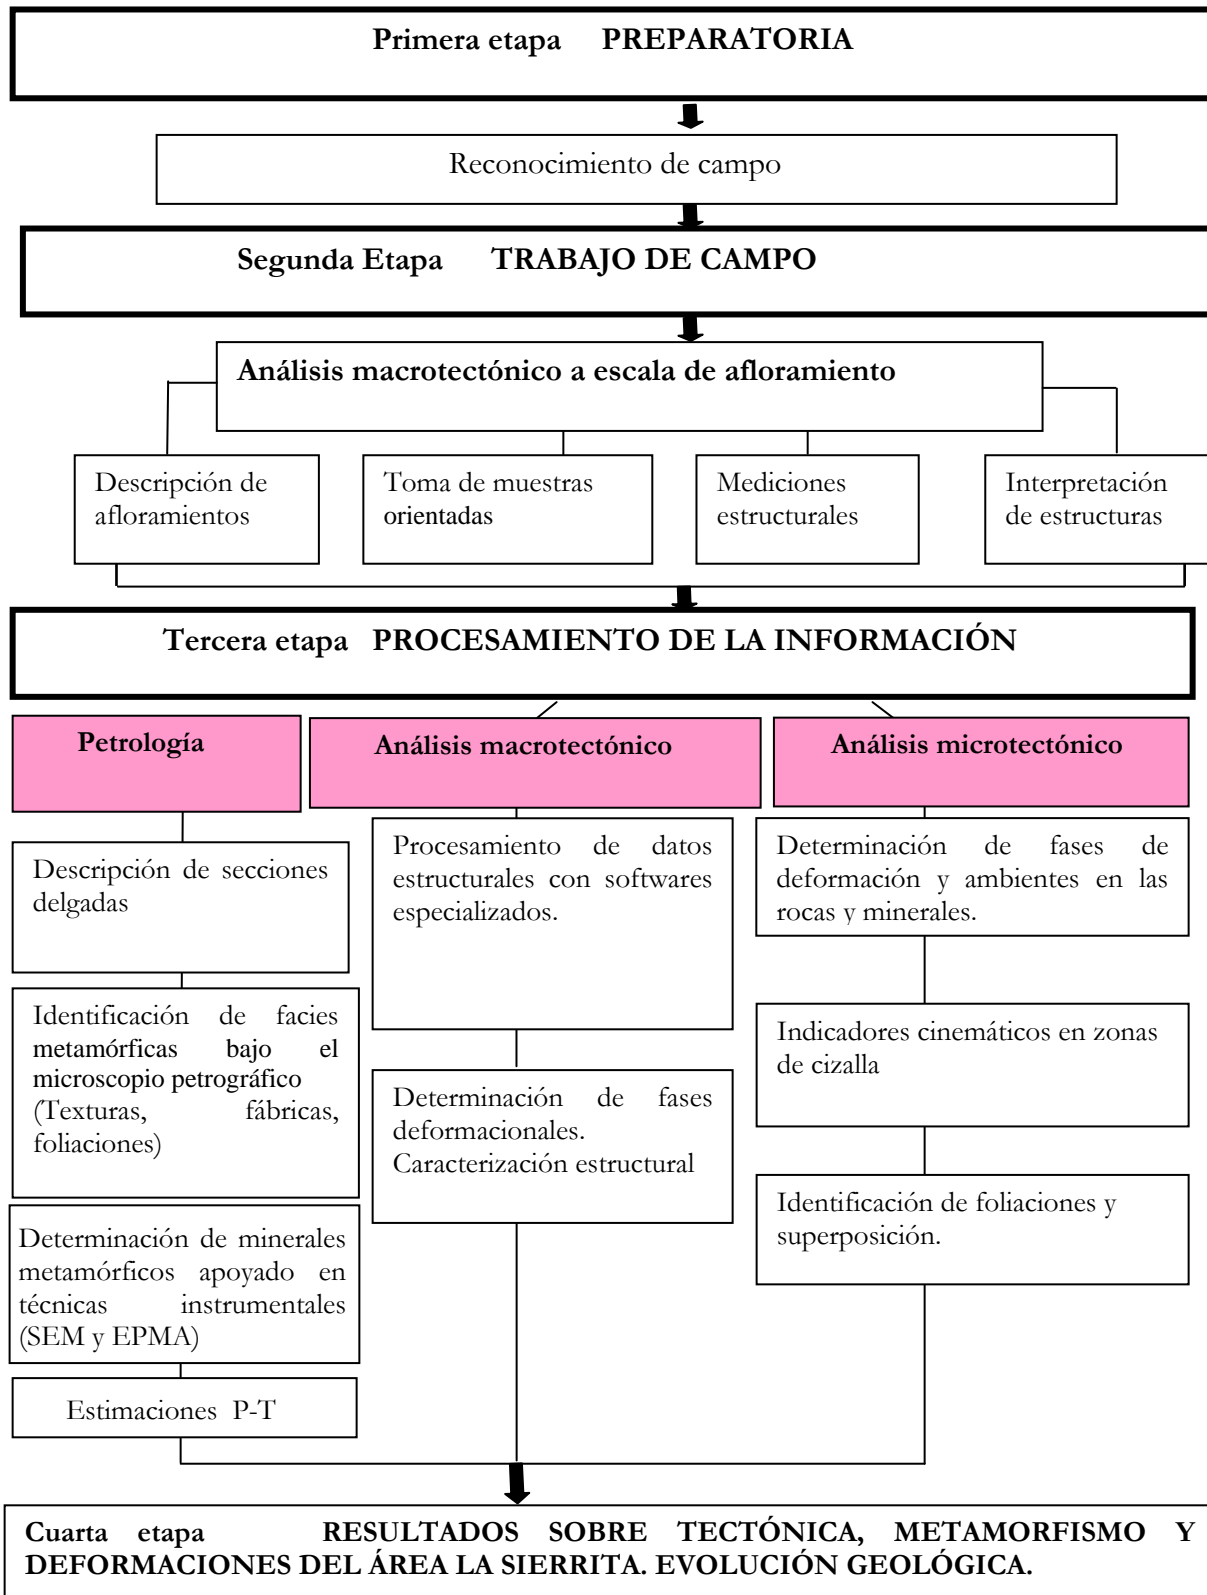 Primera etapa PREPARATORIA
Reconocimiento de campo
Segunda Etapa TRABAJO DE CAMPO
Análisis macrotectónico a escala de afloramiento
Descripción de
afloramientos
Toma de muestras
orientadas
Mediciones
estructurales
Interpretación
de estructuras
Tercera etapa PROCESAMIENTO DE LA INFORMACIÓN
Petrología
Descripción de secciones
delgadas
Identificación de facies
metamórficas bajo el
microscopio petrográfico
(Texturas, fábricas,
foliaciones)
Determinación de minerales
metamórficos apoyado en
técnicas instrumentales
(SEM y EPMA)
Estimaciones P-T
Análisis macrotectónico
Procesamiento de datos
estructurales con softwares
especializados.
Determinación de fases
deformacionales.
Caracterización estructural
Análisis microtectónico
Determinación de fases de
deformación y ambientes en las
rocas y minerales.
Indicadores cinemáticos en zonas
de cizalla
Identificación de foliaciones y
superposición.
Cuarta etapa RESULTADOS SOBRE TECTÓNICA, METAMORFISMO Y
DEFORMACIONES DEL ÁREA LA SIERRITA. EVOLUCIÓN GEOLÓGICA.